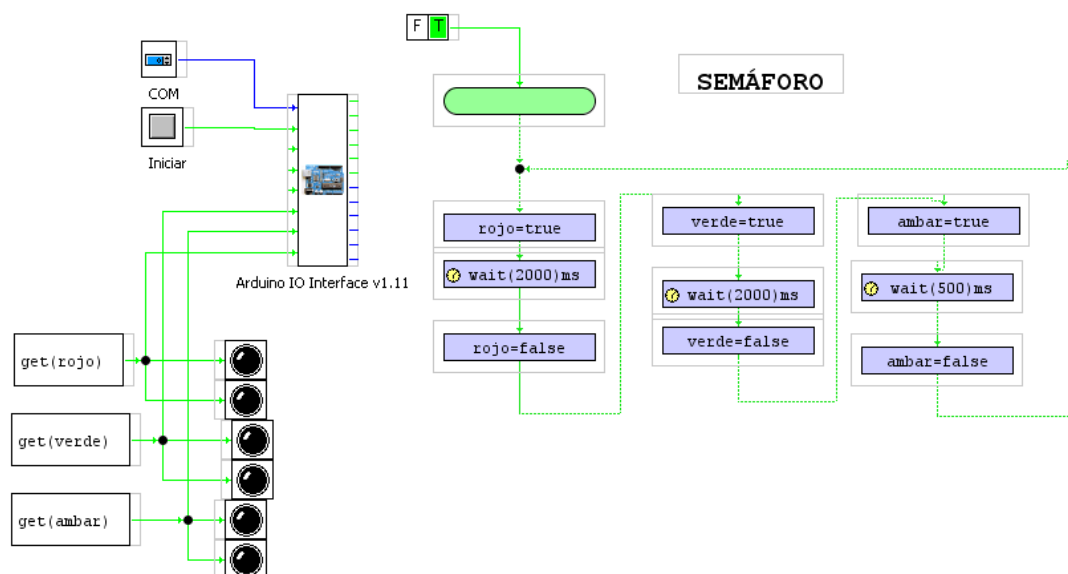 F T
SEMÁFORO
COM
Iniciar
Arduino IO Interface v1.11
rojo=true
wait(2000)ms
rojo=false
verde=true
wait(2000)ms
verde=false
ambar=true
wait(500)ms
ambar=false
get(rojo)
get(verde)
get(ambar)